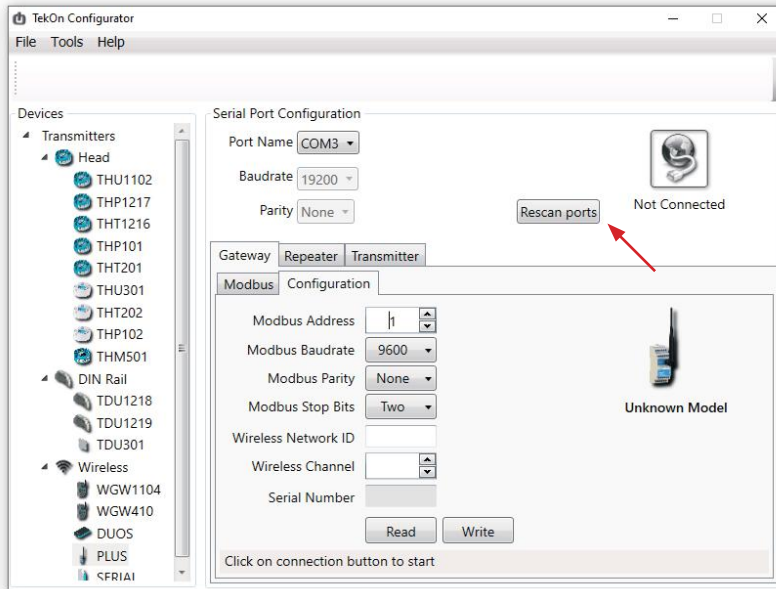 TekOn Configurator
File Tools Help
Devices
Transmitters
Head
THU1102
THP1217
THT1216
THP101
THT201
THU301
THT202
THP102
THM501
DIN Rail
TDU1218
TDU1219
TDU301
Wireless
WGW1104
WGW410
DUOS
PLUS
SERIAL
Serial Port Configuration
Port Name COM3
Baudrate 19200
Parity None
Rescan ports
Not Connected
Gateway Repeater Transmitter
Modbus Configuration
Modbus Address 1
Modbus Baudrate 9600
Modbus Parity None
Modbus Stop Bits Two
Wireless Network ID
Wireless Channel
Serial Number
Read Write
Unknown Model
Click on connection button to start